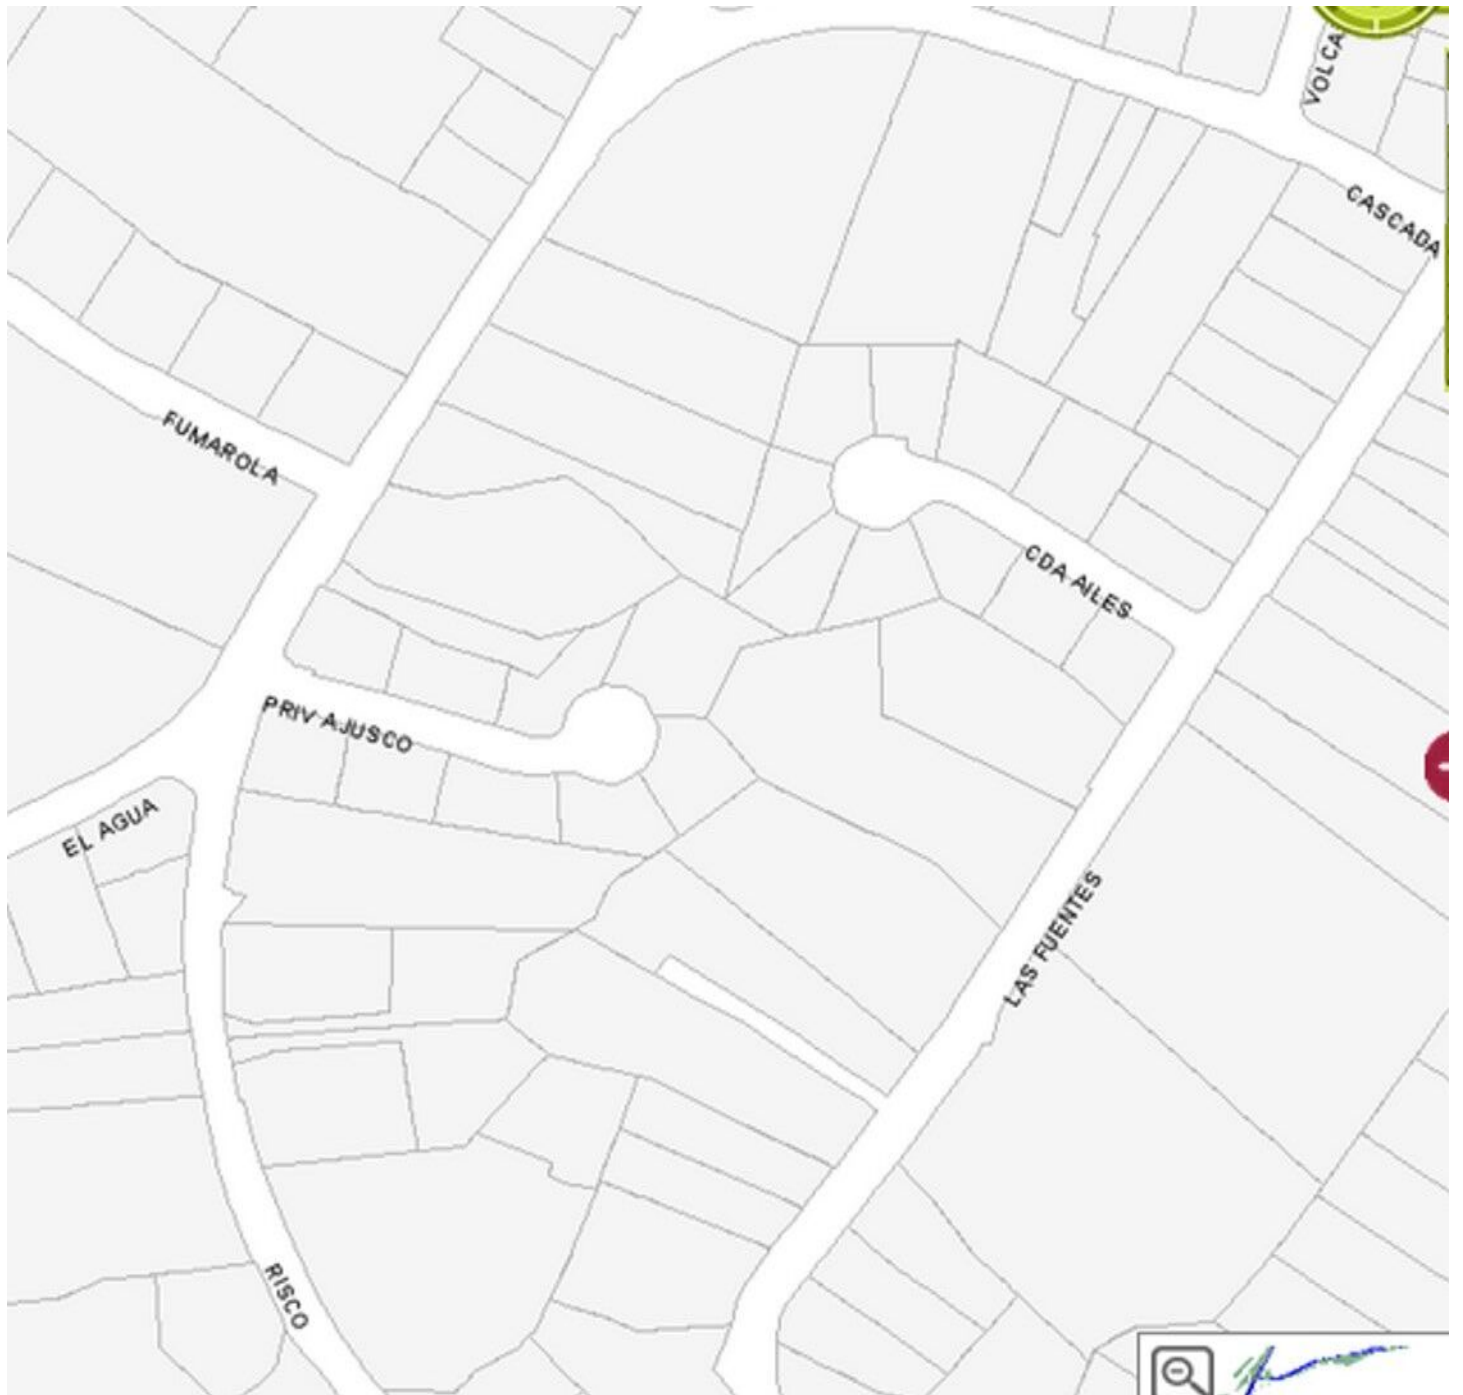 VOLCA
CASCADA
FUMAROLA
CDA AILES
PRIV AJUSCO
EL AGUA
LAS FUENTES
RISCO